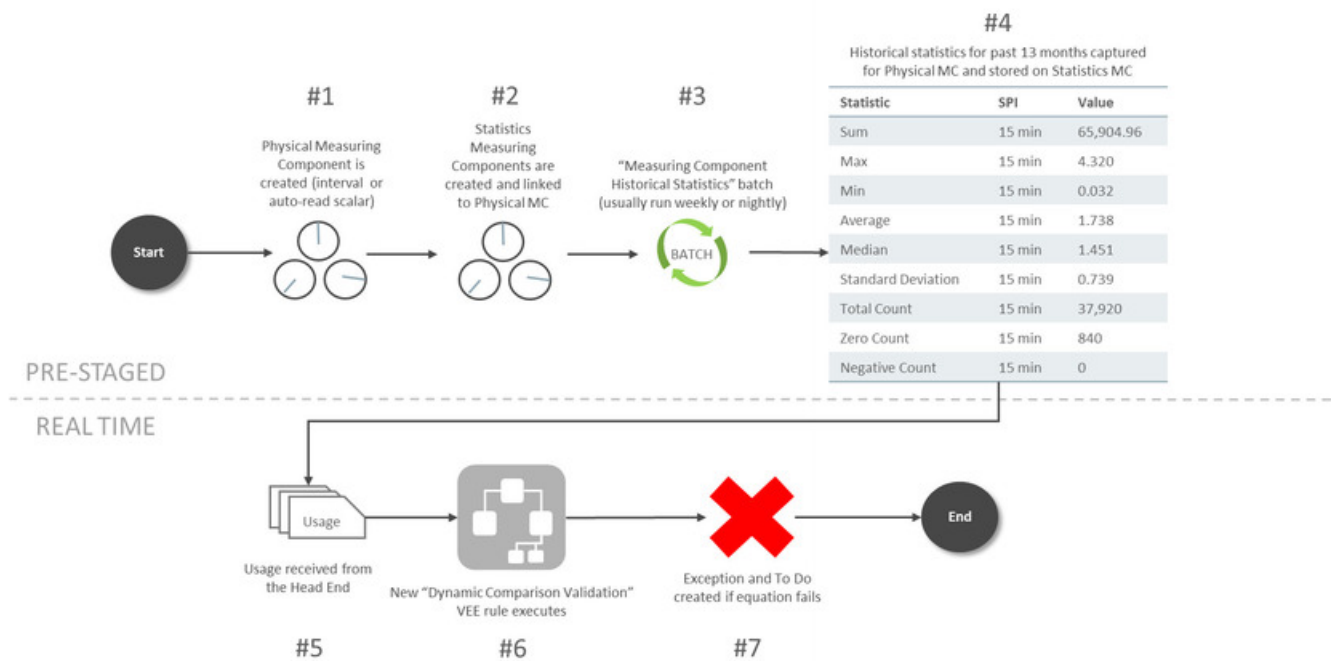 #4
Historical statistics for past 13 months captured
for Physical MC and stored on Statistics MC
Statistic SPI Value
Sum 15 min 65,904.96
Max 15 min 4.320
Min 15 min 0.032
Average 15 min 1.738
Median 15 min 1.451
Standard Deviation 15 min 0.739
Total Count 15 min 37,920
Zero Count 15 min 840
Negative Count 15 min 0
#1
Physical Measuring
Component is
created (interval or
auto-read scalar)
#2
Statistics
Measuring
Components are
created and linked
to Physical MC
#3
“Measuring Component
Historical Statistics” batch
(usually run weekly or nightly)
Start
BATCH
PRE-STAGED
REAL TIME
Usage
Usage received from
the Head End
#5
New “Dynamic Comparison Validation”
VEE rule executes
#6
Exception and To Do
created if equation fails
#7
End